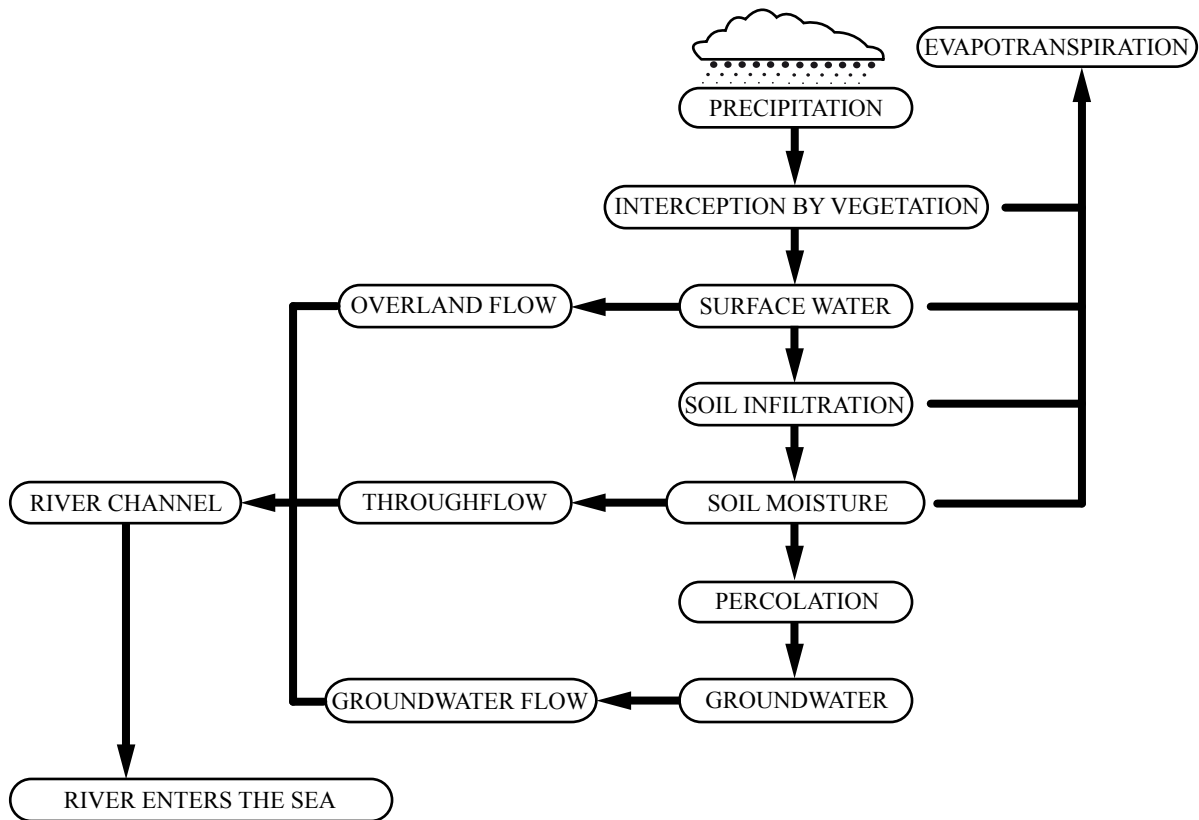 EVAPOTRANSPIRATION
PRECIPITATION
INTERCEPTION BY VEGETATION
OVERLAND FLOW
SURFACE WATER
SOIL INFILTRATION
RIVER CHANNEL
THROUGHFLOW
SOIL MOISTURE
PERCOLATION
GROUNDWATER FLOW
GROUNDWATER
RIVER ENTERS THE SEA